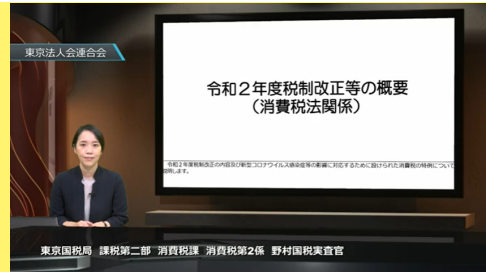 東京法人会連合会
令和２年度税制改正等の概要
（消費税法関係）
令和２年度税制改正の内容及び新型コロナウイルス感染症等の影響に対応するために設けられた消費税の特例について
説明します。
東京国税局　課税第二部　消費税課　消費税第2係　野村国税実査官